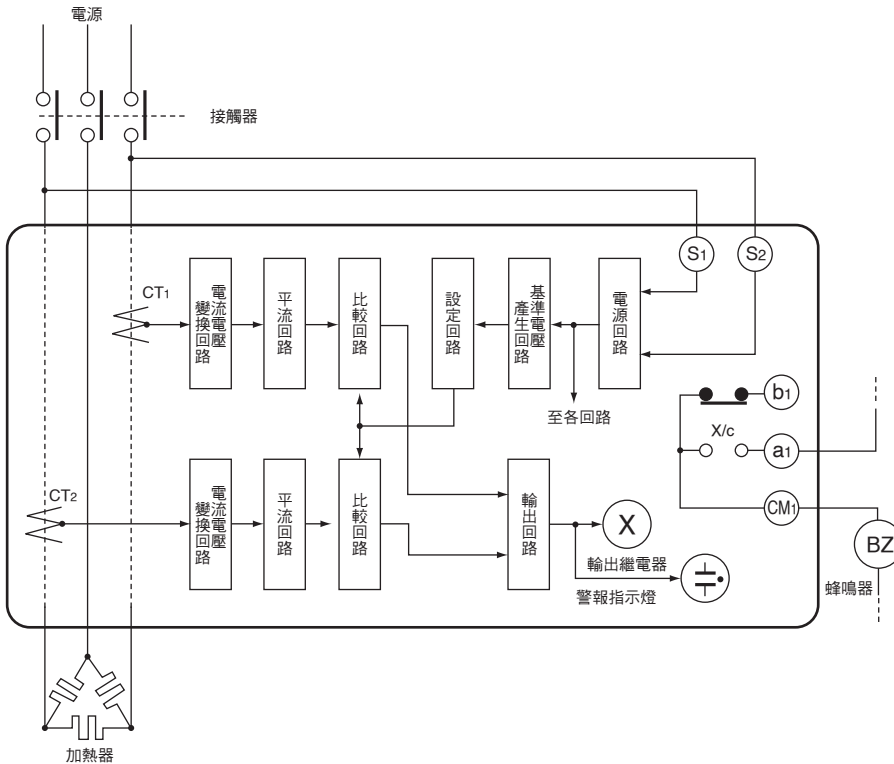 電源
接觸器
S1
S2
CT1
電流電壓
變換回路
平流回路
比較回路
設定回路
基準電壓
產生回路
電源回路
至各回路
b1
X/c
a1
CM1
BZ
蜂鳴器
CT2
電流電壓
變換回路
平流回路
比較回路
輸出回路
X
輸出繼電器
警報指示燈
加熱器